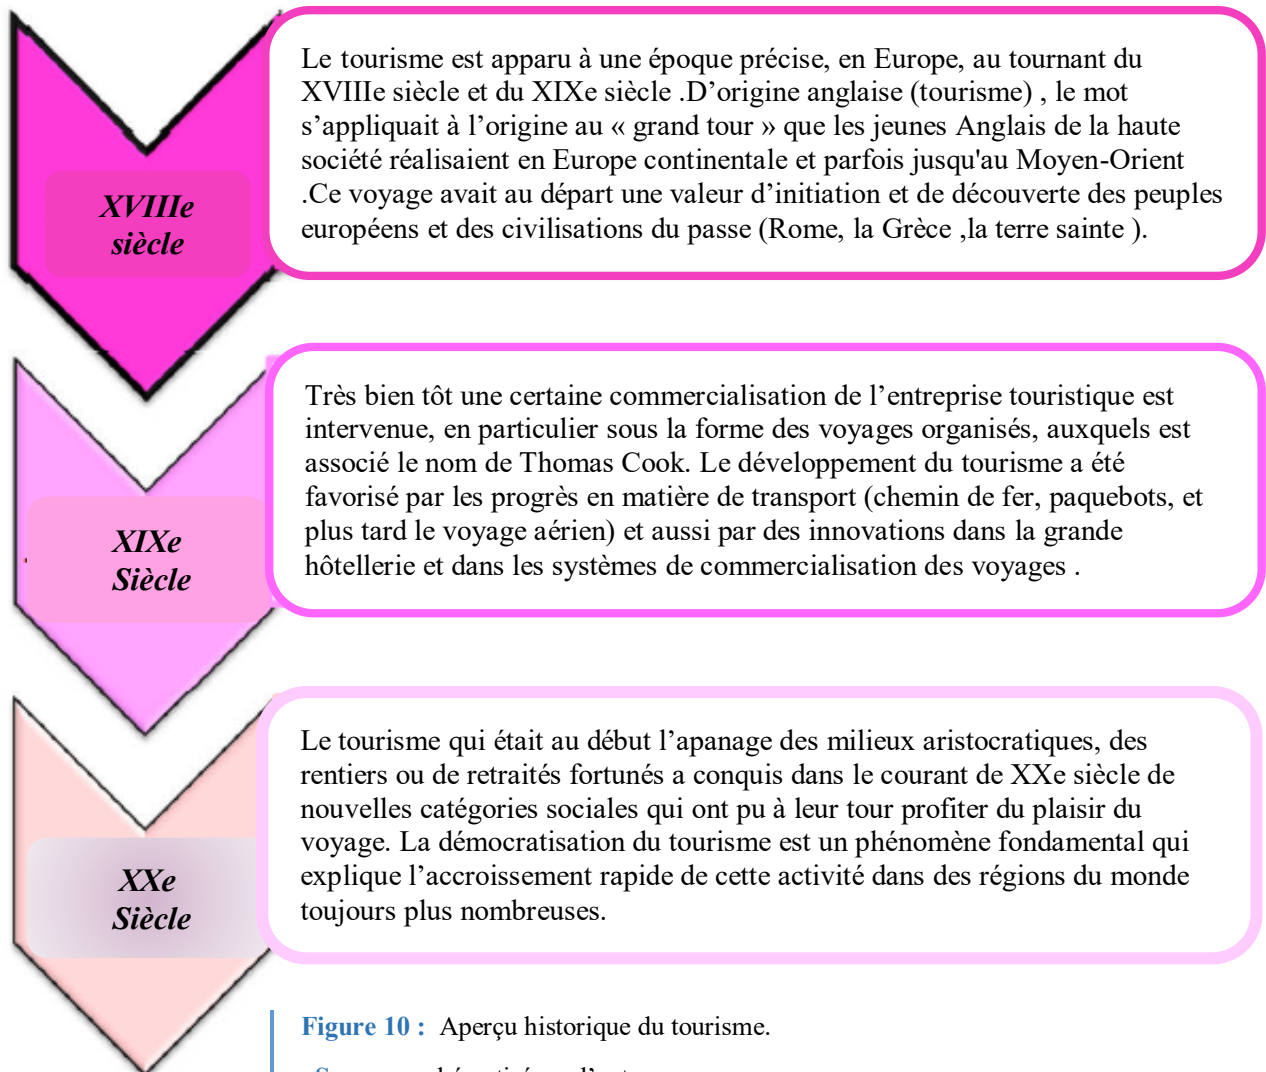 XVIIIe
siècle
Le tourisme est apparu à une époque précise, en Europe, au tournant du
XVIIIe siècle et du XIXe siècle .D’origine anglaise (tourisme) , le mot
s’appliquait à l’origine au « grand tour » que les jeunes Anglais de la haute
société réalisaient en Europe continentale et parfois jusqu'au Moyen-Orient
.Ce voyage avait au départ une valeur d’initiation et de découverte des peuples
européens et des civilisations du passe (Rome, la Grèce ,la terre sainte ).
XIXe
Siècle
Très bien tôt une certaine commercialisation de l’entreprise touristique est
intervenue, en particulier sous la forme des voyages organisés, auxquels est
associé le nom de Thomas Cook. Le développement du tourisme a été
favorisé par les progrès en matière de transport (chemin de fer, paquebots, et
plus tard le voyage aérien) et aussi par des innovations dans la grande
hôtellerie et dans les systèmes de commercialisation des voyages .
XXe
Siècle
Le tourisme qui était au début l’apanage des milieux aristocratiques, des
rentiers ou de retraités fortunés a conquis dans le courant de XXe siècle de
nouvelles catégories sociales qui ont pu à leur tour profiter du plaisir du
voyage. La démocratisation du tourisme est un phénomène fondamental qui
explique l’accroissement rapide de cette activité dans des régions du monde
toujours plus nombreuses.
Figure 10 : Aperçu historique du tourisme.